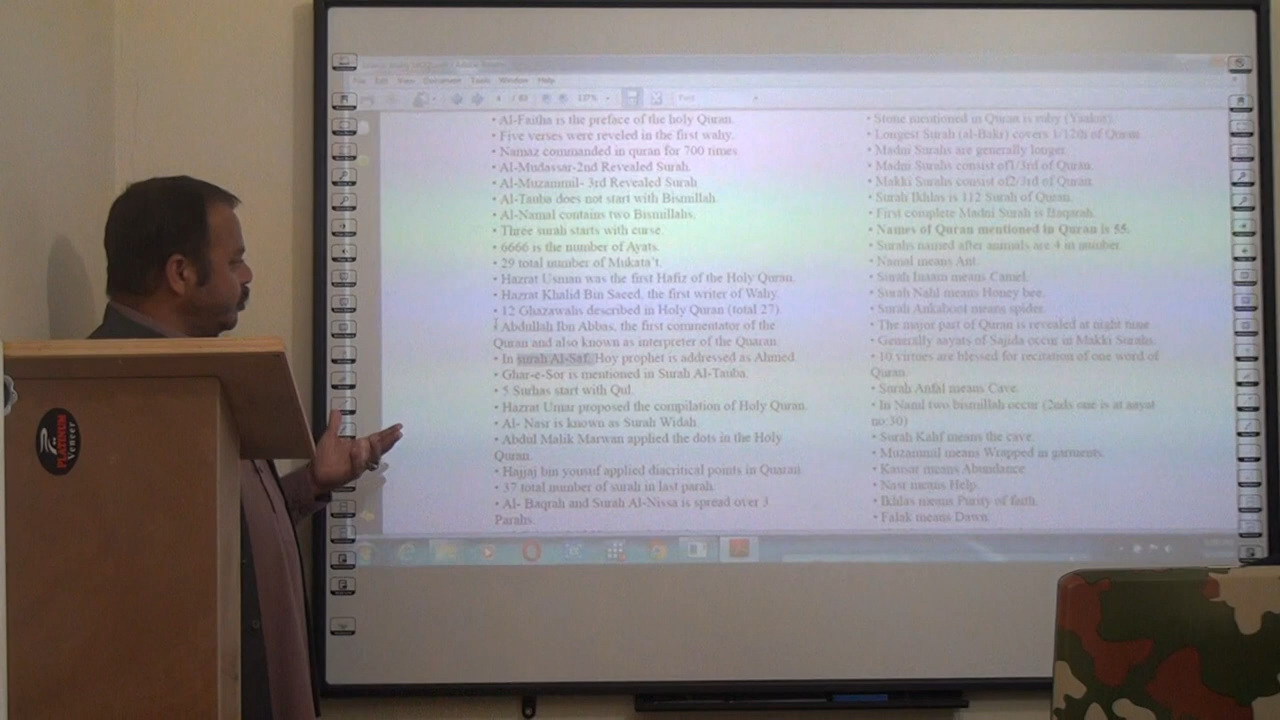 File Edit View Document Tools Window Help
4 / 63 137% Find
• Al-Faitha is the preface of the holy Quran.
• Five verses were reveled in the first wahy.
• Namaz commanded in quran for 700 times.
• Al-Mudassar-2nd Revealed Surah.
• Al-Muzammil- 3rd Revealed Surah
• Al-Tauba does not start with Bismillah.
• Al-Namal contains two Bismillahs.
• Three surah starts with curse.
• 6666 is the number of Ayats.
• 29 total number of Mukata't.
• Hazrat Usman was the first Hafiz of the Holy Quran.
• Hazrat Khalid Bin Saeed, the first writer of Wahy.
• 12 Ghazawahs described in Holy Quran (total 27)
Abdullah Ibn Abbas, the first commentator of the
Quran and also known as interpreter of the Quaran.
• In surah Al-Saf, Hoy prophet is addressed as Ahmed.
• Ghar-e-Sor is mentioned in Surah Al-Tauba.
• 5 Surhas start with Qul.
• Hazrat Umar proposed the compilation of Holy Quran.
• Al- Nasr is known as Surah Widah.
• Abdul Malik Marwan applied the dots in the Holy
Quran.
• Hajjaj bin yousuf applied diacritical points in Quaran.
• 37 total number of surah in last parah.
• Al- Baqrah and Surah Al-Nissa is spread over 3
Parahs.
• Stone mentioned in Quran is ruby (Yaakut).
• Longest Surah (al-Bakr) covers 1/12th of Quran.
• Madni Surahs are generally longer.
• Madni Surahs consist of1/3rd of Quran.
• Makki Surahs consist of2/3rd of Quran.
• Surah Ikhlas is 112 Surah of Quran.
• First complete Madni Surah is Baqarah.
• Names of Quran mentioned in Quran is 55.
• Surahs named after animals are 4 in number.
• Namal means Ant.
• Surah Inaam means Camel.
• Surah Nahl means Honey bee.
• Surah Ankaboot means spider.
• The major part of Quran is revealed at night time.
• Generally aayats of Sajida occur in Makki Surahs.
• 10 virtues are blessed for recitation of one word of
Quran.
• Surah Anfal means Cave.
• In Naml two bismillah occur (2nds one is at aayat
no:30)
• Surah Kahf means the cave.
• Muzammil means Wrapped in garments.
• Kausar means Abundance.
• Nasr means Help.
• Ikhlas means Purity of faith.
• Falak means Dawn.
PLATINUM
Veneer